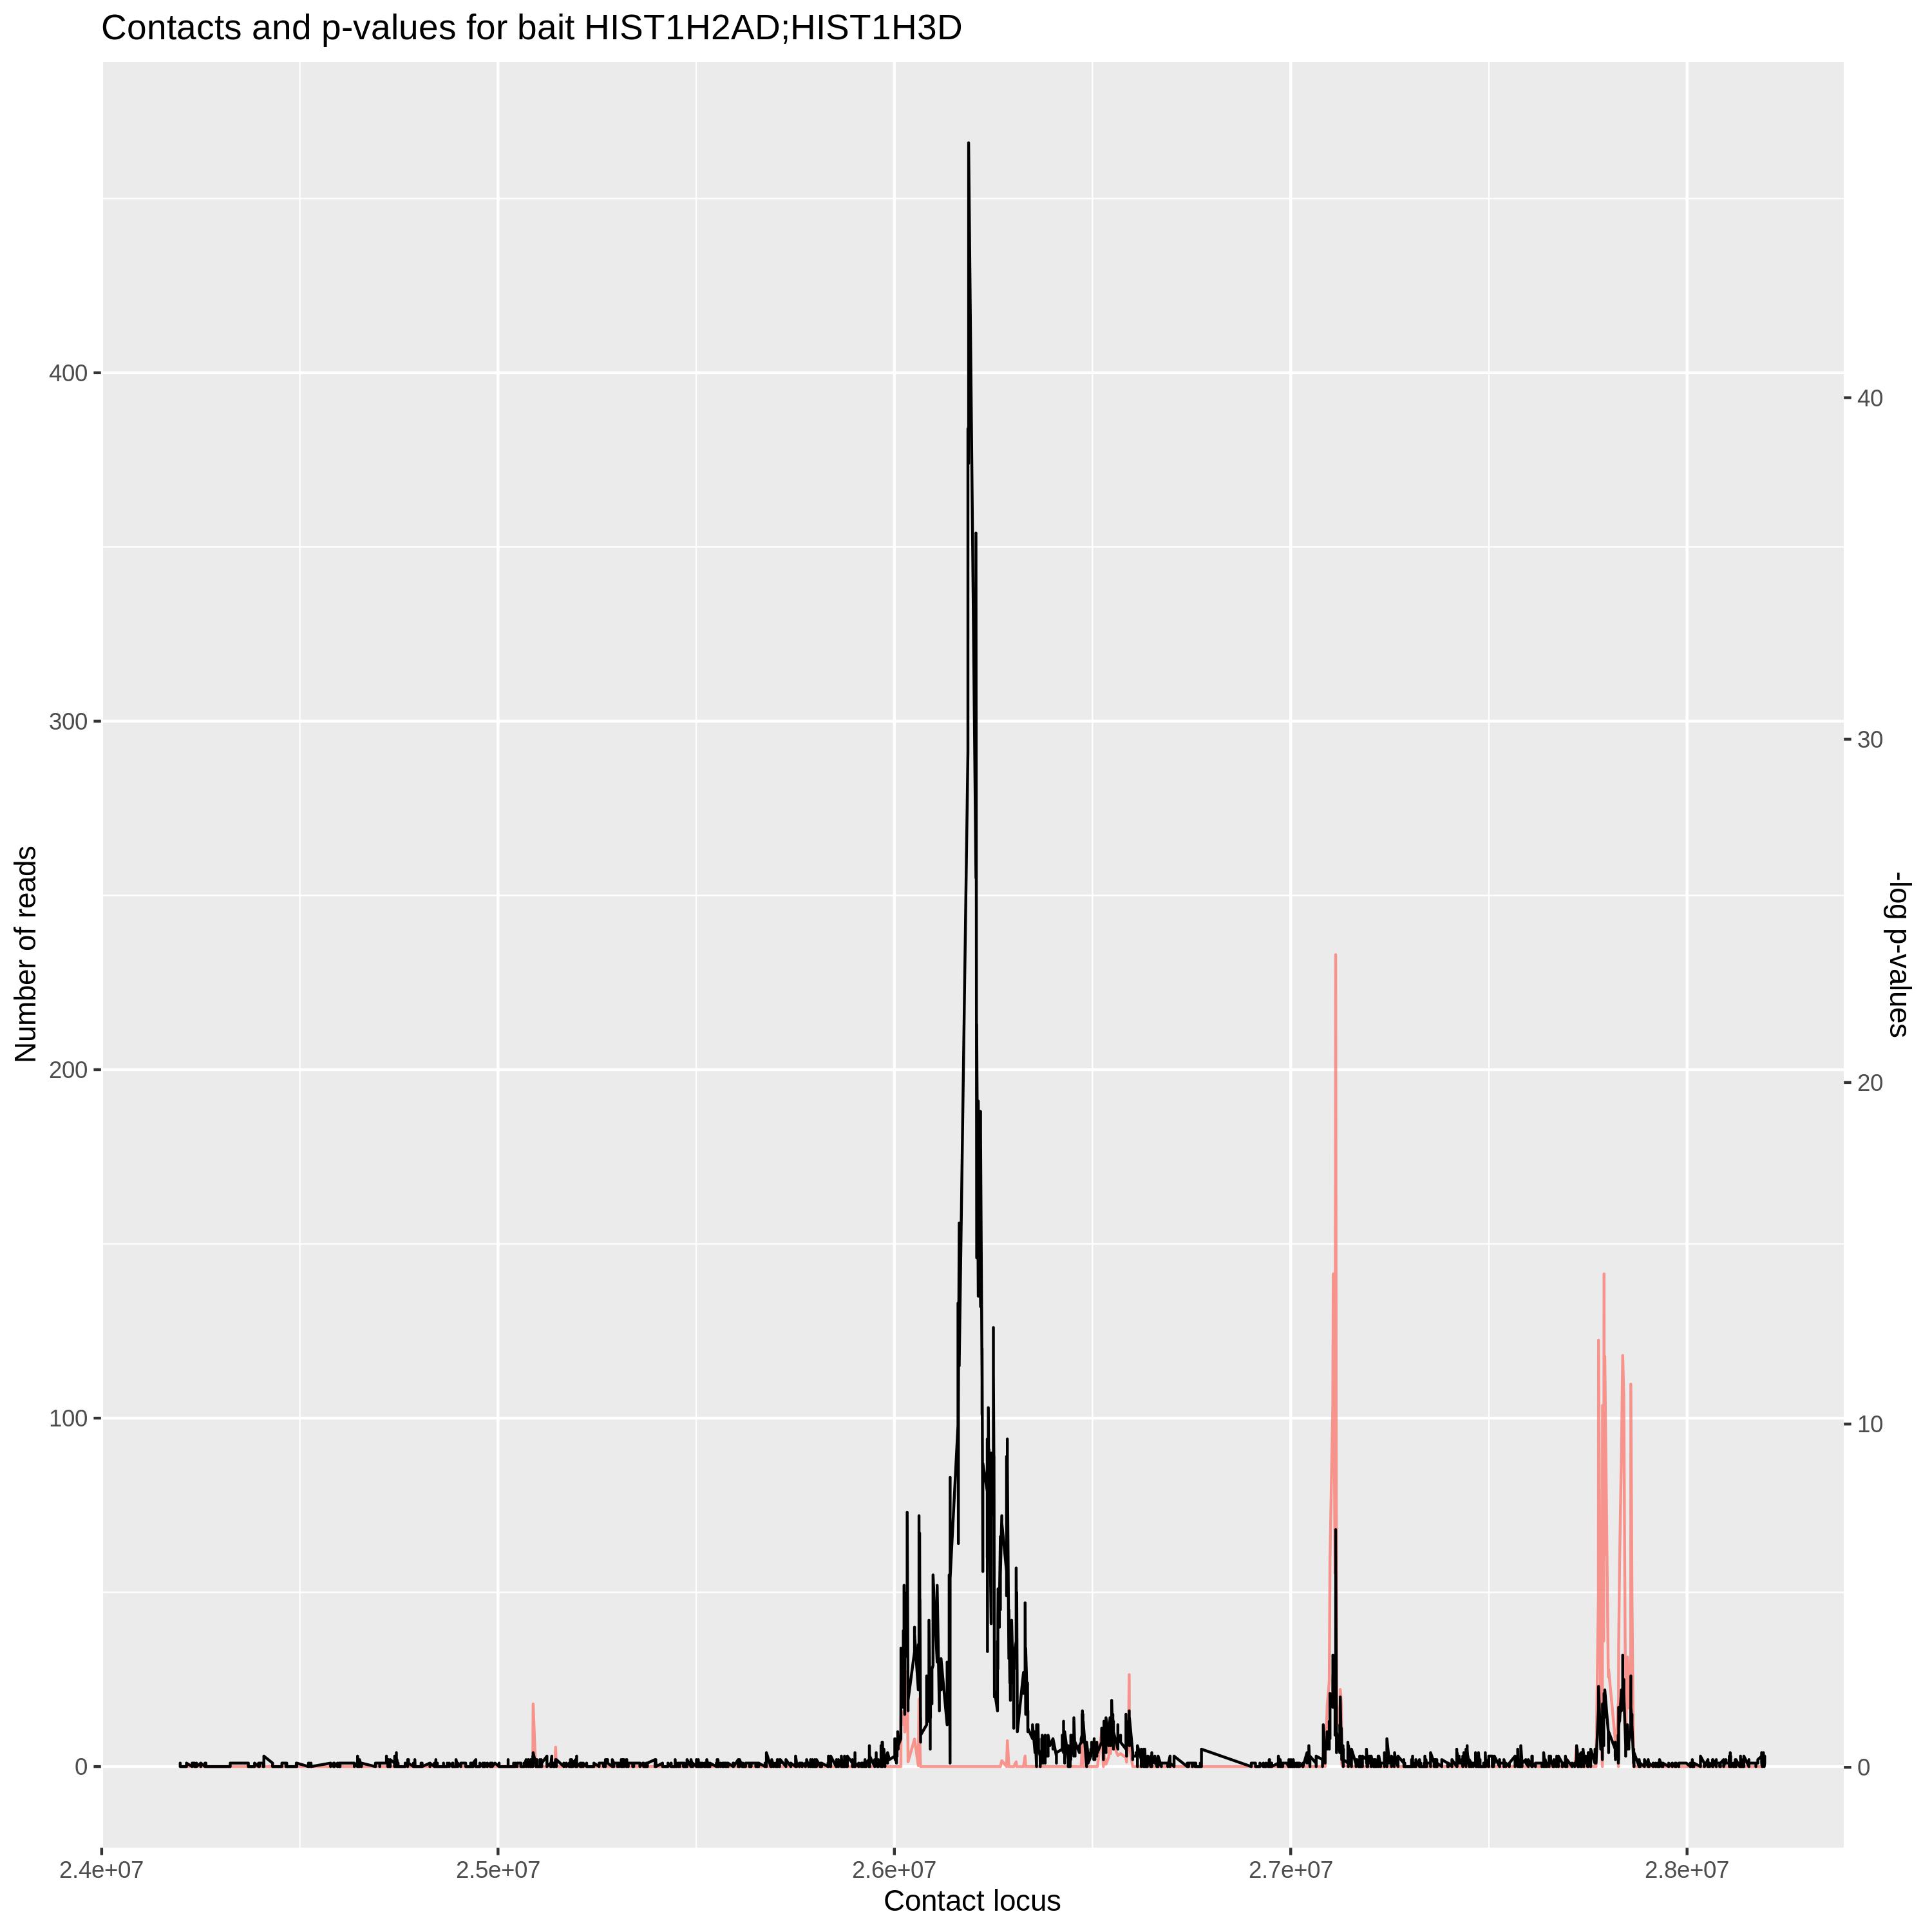 Contacts and p-values for bait HIST1H2AD;HIST1H3D
400
300
200
100
0
Number of reads
40
30
20
10
0
-log p-values
2.4e+07
2.5e+07
2.6e+07
2.7e+07
2.8e+07
Contact locus